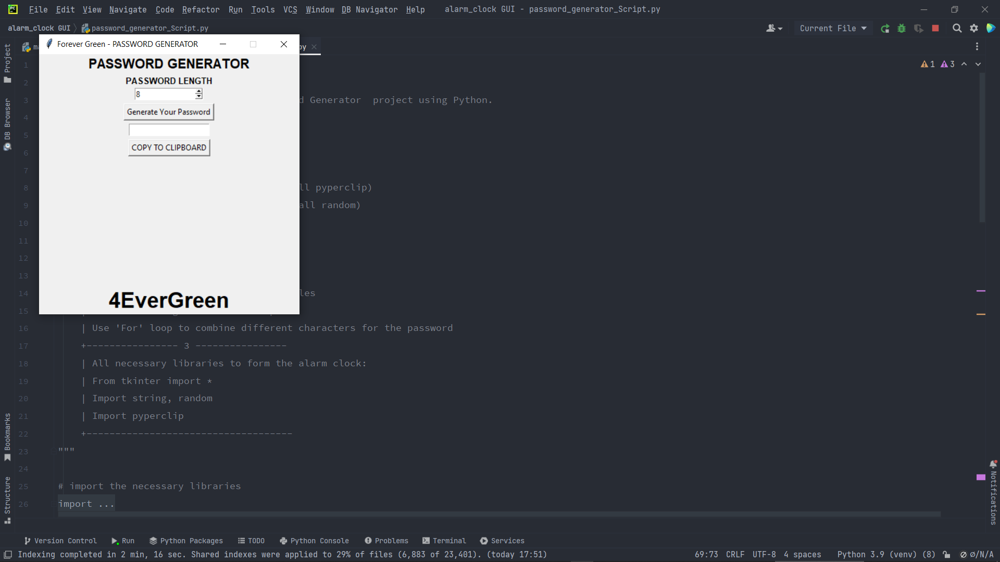 File Edit View Navigate Code Refactor Run Tools VCS Window DB Navigator Help alarm_clock GUI - password_generator_Script.py
alarm_clock GUI password_generator_Script.py Current File
Forever Green - PASSWORD GENERATOR
py
PASSWORD GENERATOR
PASSWORD LENGTH
8
Generate Your Password
COPY TO CLIPBOARD
4EverGreen
Project
DB Browser
Bookmarks
Structure
Notifications
1 3
1
2
3 d Generator  project using Python.
4
5
6
7
8 ll pyperclip)
9 all random)
10
11
12
13
14 les
15
16 | Use 'For' loop to combine different characters for the password
17 +---------------- 3 ----------------
18 | All necessary libraries to form the alarm clock:
19 | From tkinter import *
20 | Import string, random
21 | Import pyperclip
22 +------------------------------------
23 """
24
25 # import the necessary libraries
26 import ...
Version Control Run Python Packages TODO Python Console Problems Terminal Services
Indexing completed in 2 min, 16 sec. Shared indexes were applied to 29% of files (6,883 of 23,401). (today 17:51) 69:73 CRLF UTF-8 4 spaces Python 3.9 (venv) (8) ∅/N/A